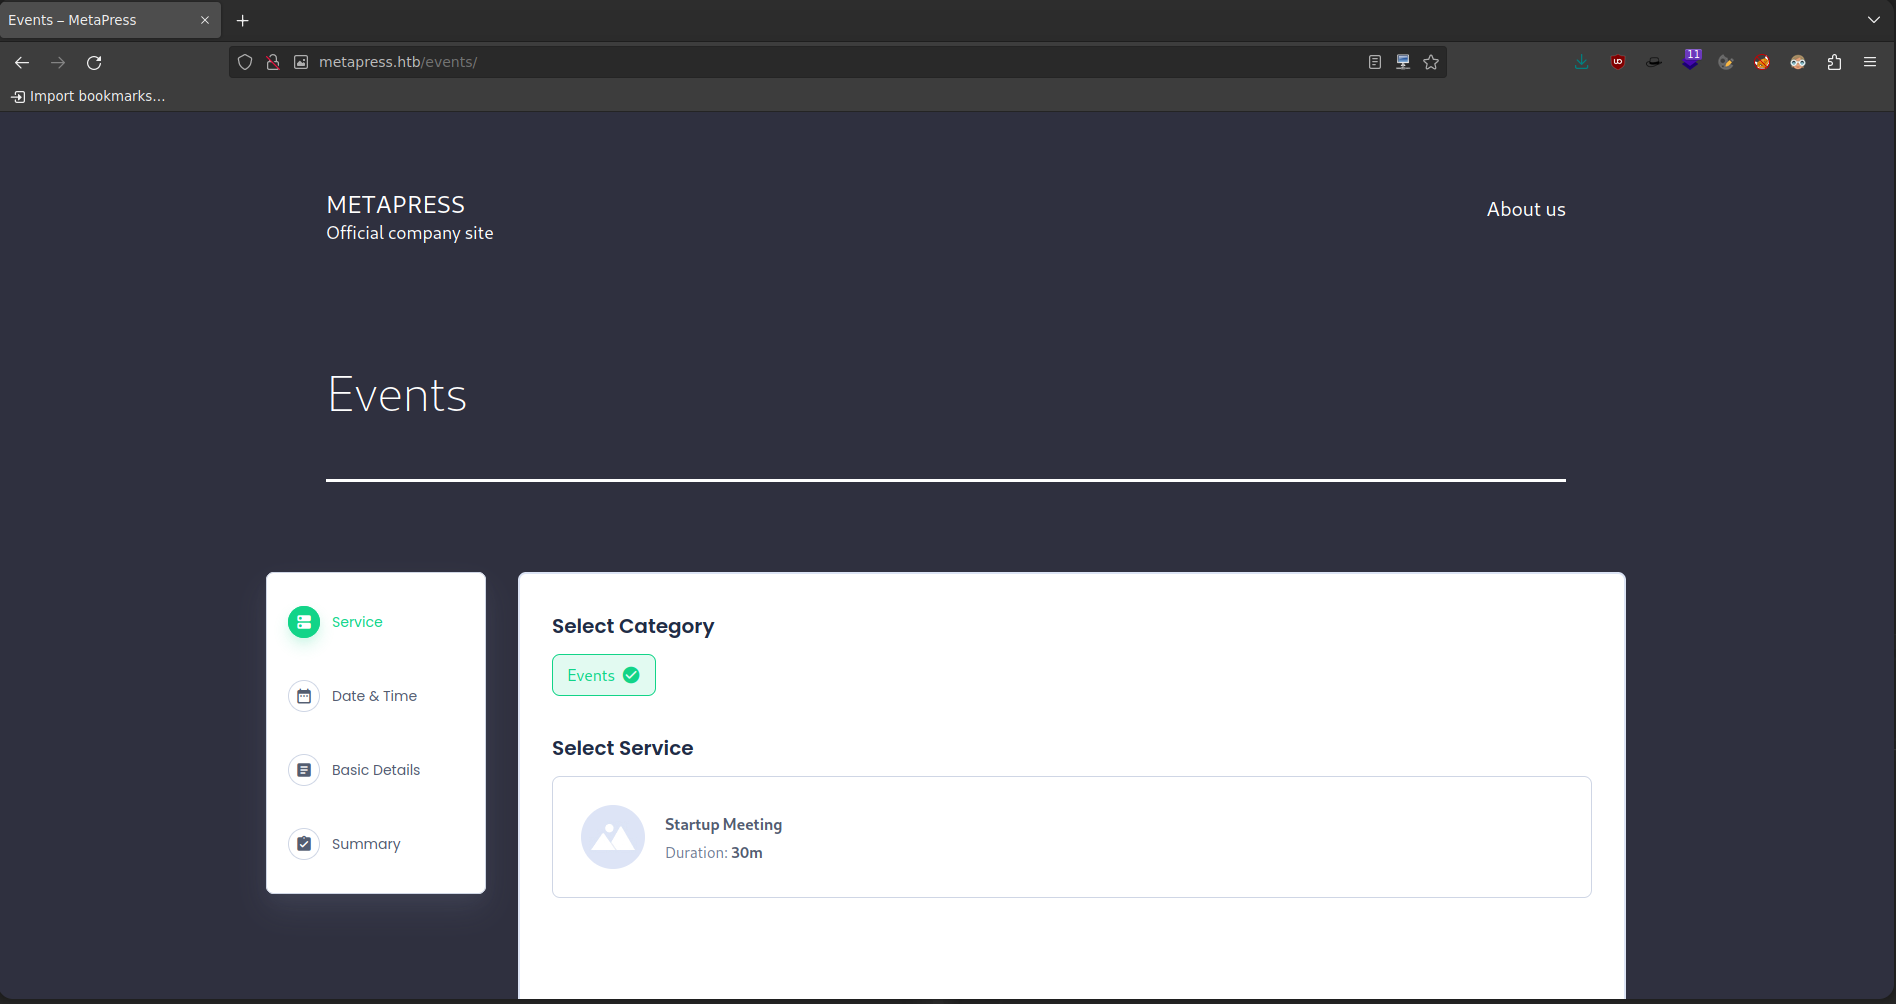 Events – MetaPress
metapress.htb/events/
11
Import bookmarks...
METAPRESS
Official company site
About us
Events
Service
Date & Time
Basic Details
Summary
Select Category
Events
Select Service
Startup Meeting
Duration: 30m